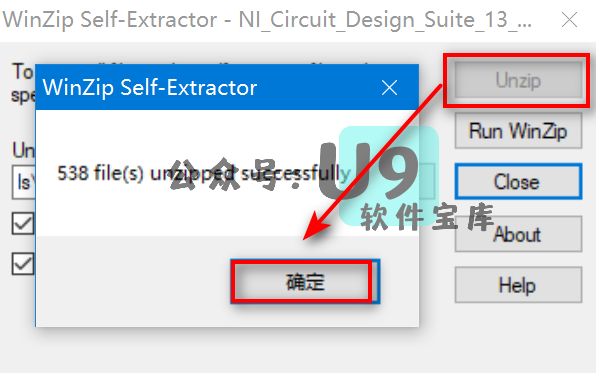 WinZip Self-Extractor - NI_Circuit_Design_Suite_13_...
To
spe
Unzip
WinZip Self-Extractor
Run WinZip
Un
538 file(s) unzipped successfully
公众号:U9
软件宝库
ls\
Close
About
确定
Help